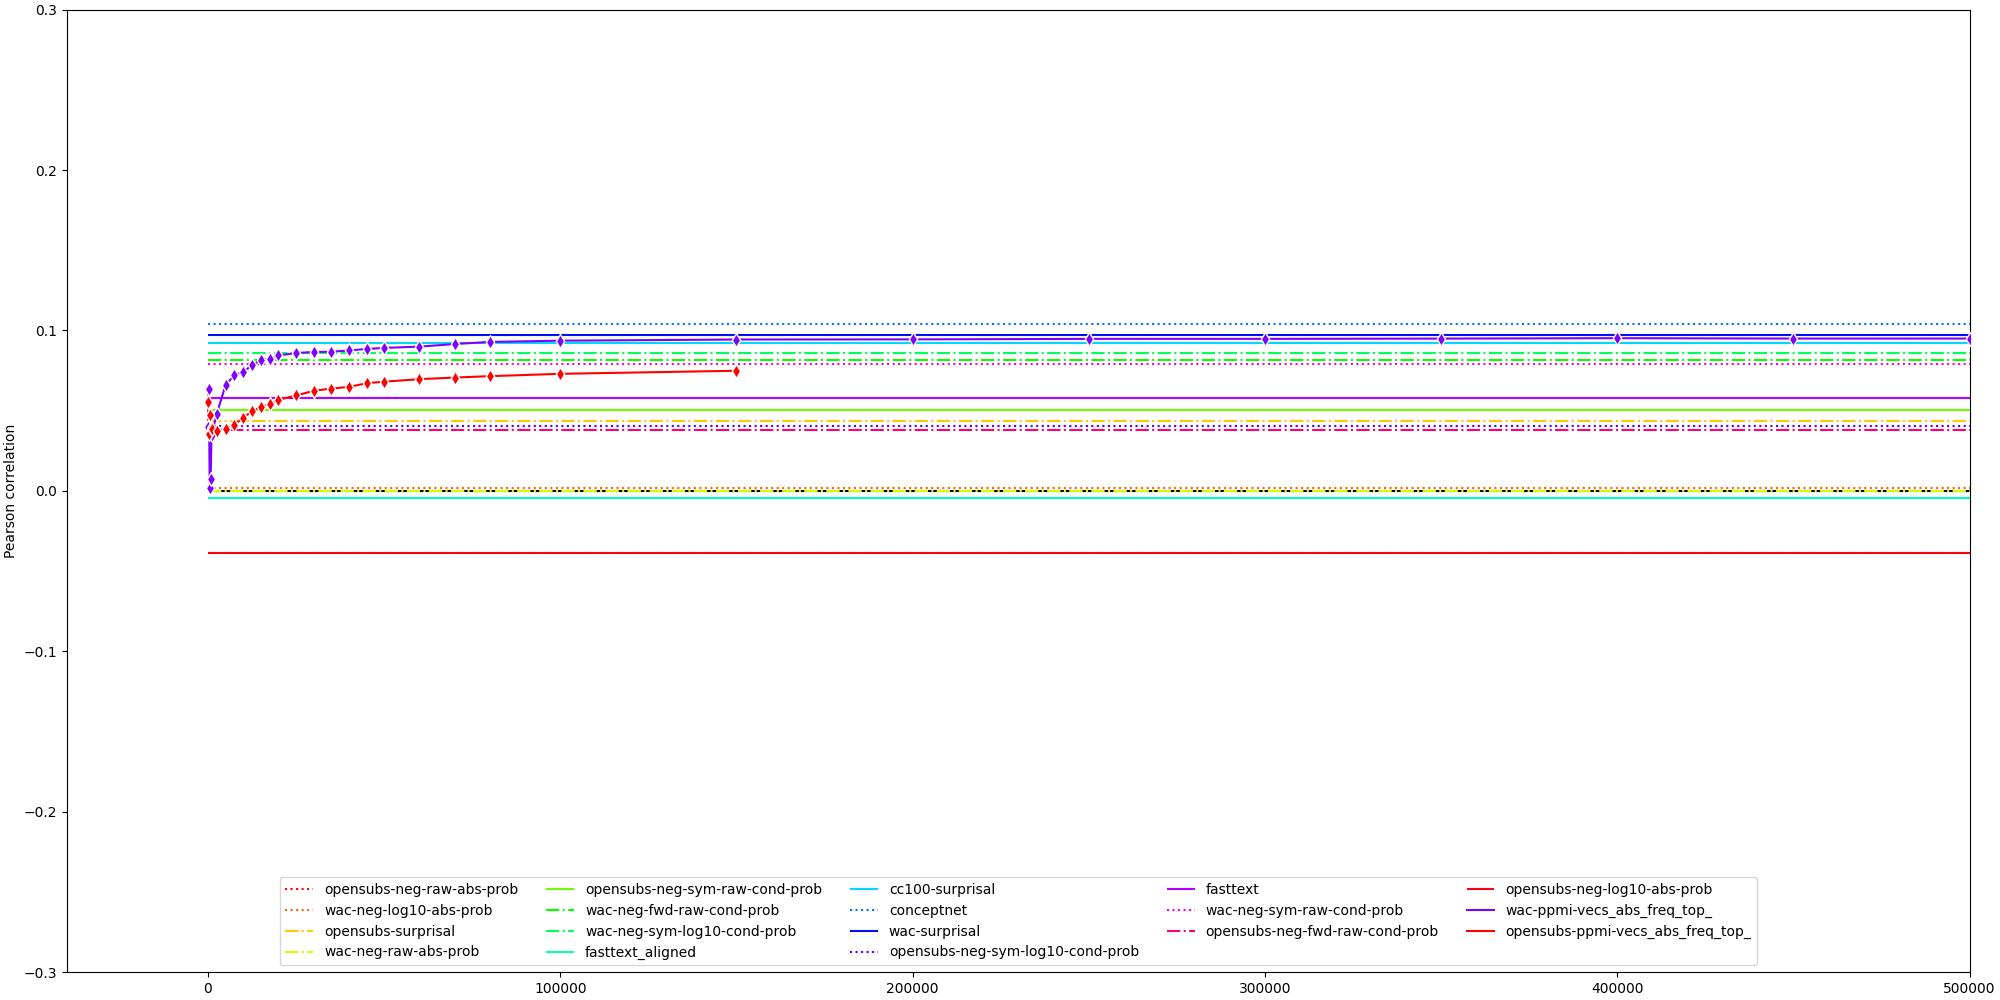 0.3
0.2
0.1
0.0
−0.1
−0.2
−0.3
Pearson correlation
opensubs-neg-raw-abs-prob
wac-neg-log10-abs-prob
opensubs-surprisal
wac-neg-raw-abs-prob
opensubs-neg-sym-raw-cond-prob
wac-neg-fwd-raw-cond-prob
wac-neg-sym-log10-cond-prob
fasttext_aligned
cc100-surprisal
conceptnet
wac-surprisal
opensubs-neg-sym-log10-cond-prob
fasttext
wac-neg-sym-raw-cond-prob
opensubs-neg-fwd-raw-cond-prob
opensubs-neg-log10-abs-prob
wac-ppmi-vecs_abs_freq_top_
opensubs-ppmi-vecs_abs_freq_top_
0
100000
200000
300000
400000
500000